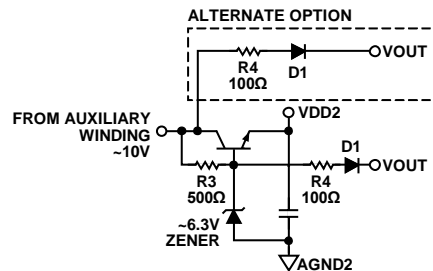 ALTERNATE OPTION
R4
100Ω
D1
VOUT
FROM AUXILIARY
WINDING
~10V
VDD2
D1
VOUT
R3
500Ω
R4
100Ω
~6.3V
ZENER
AGND2